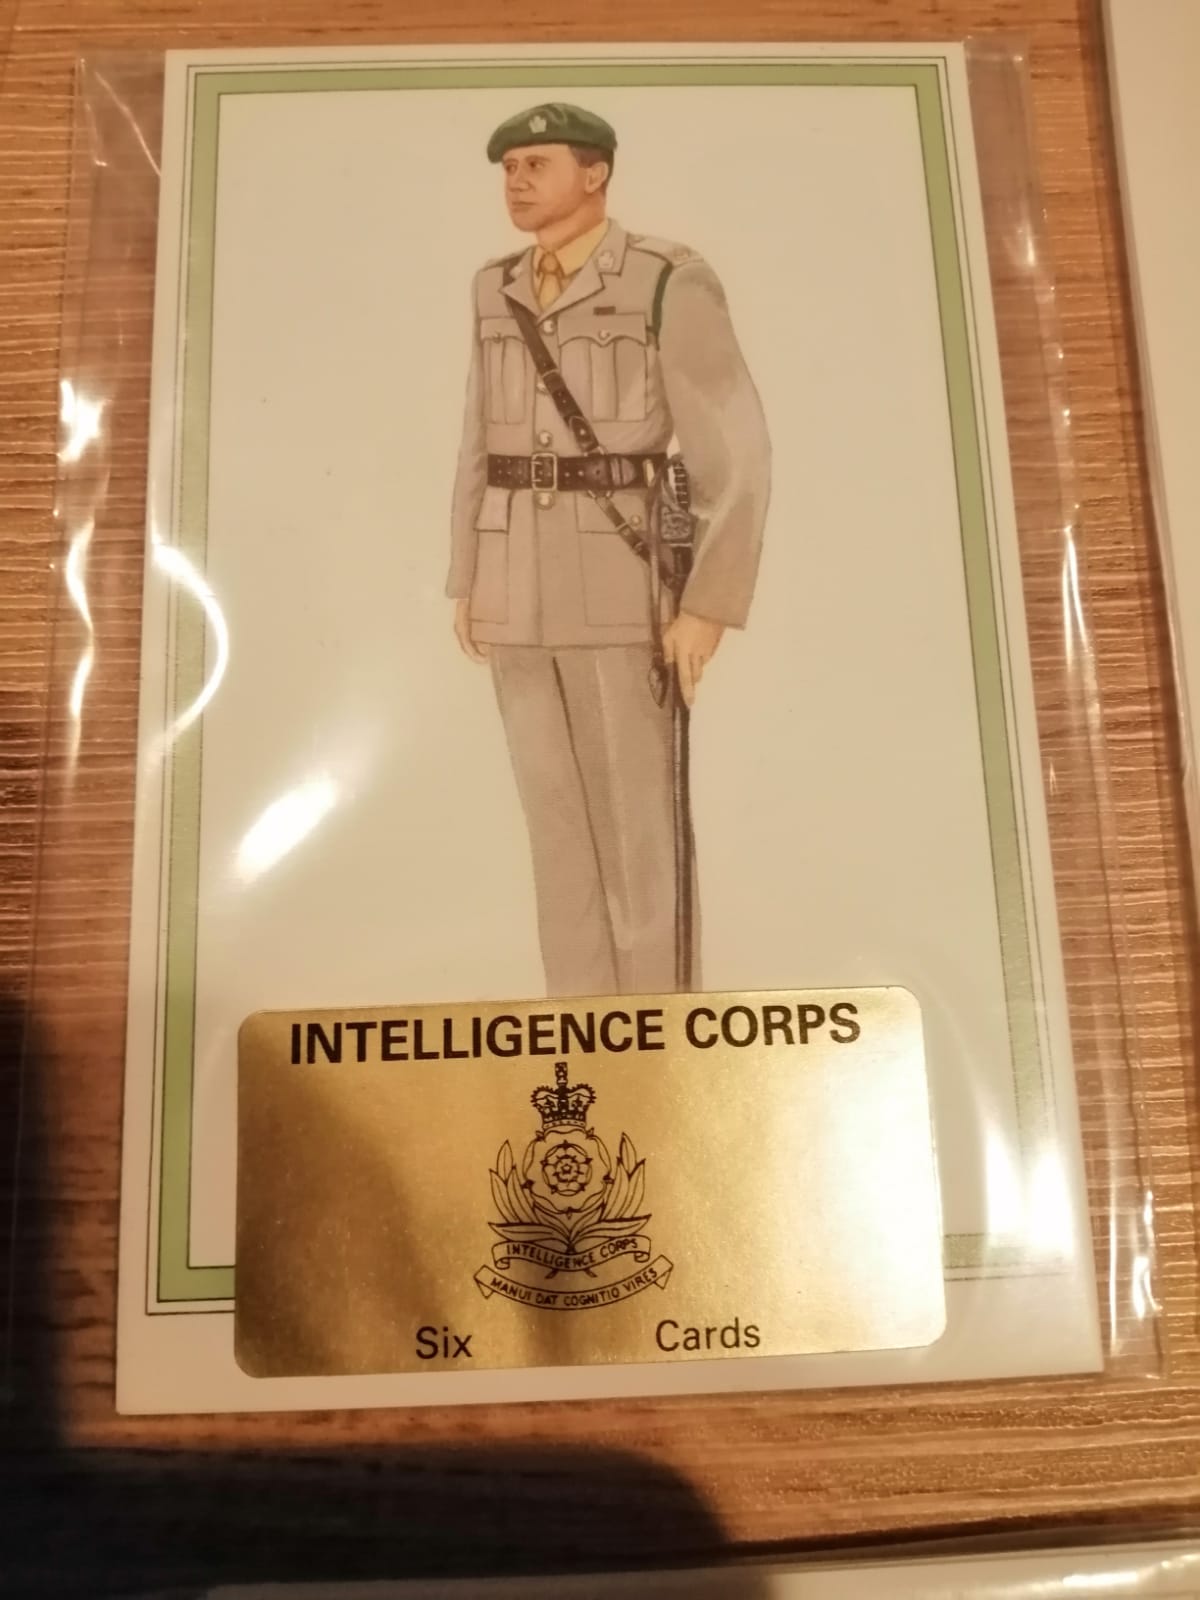 INTELLIGENCE CORPS
INTELLIGENCE CORPS
MANUI DAT COGNITIO VIRES
Six Cards